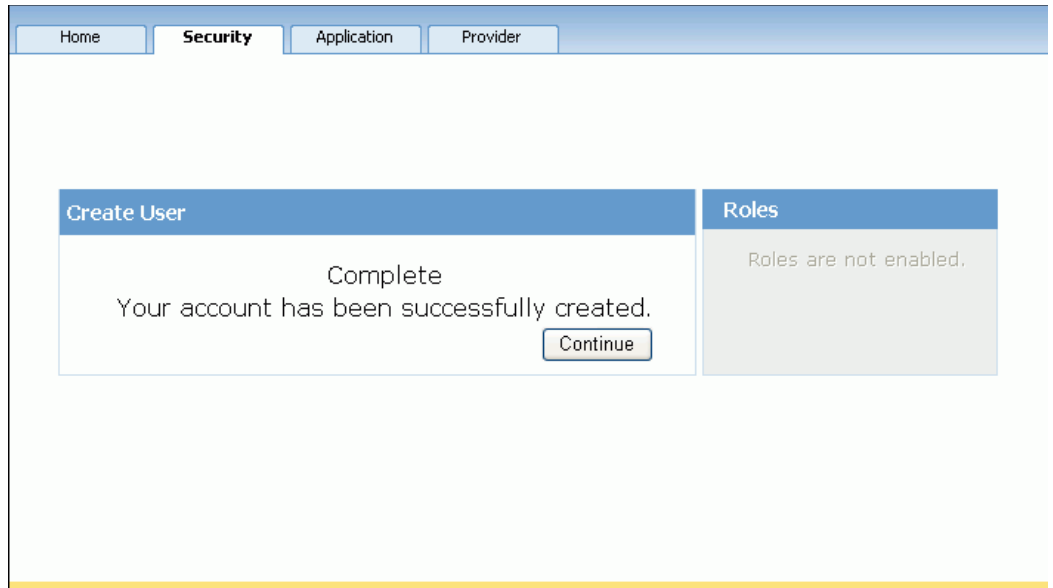 Home Security Application Provider
Create User
Complete
Your account has been successfully created.
Continue
Roles
Roles are not enabled.